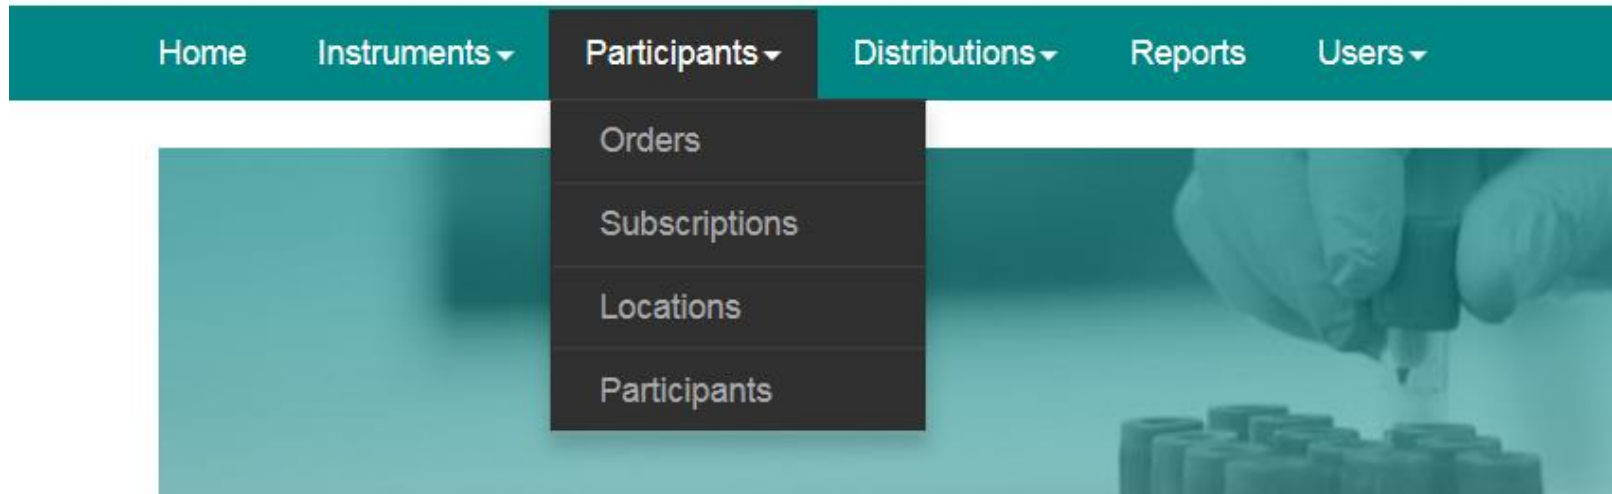 Home Instruments Participants Distributions Reports Users
Orders
Subscriptions
Locations
Participants